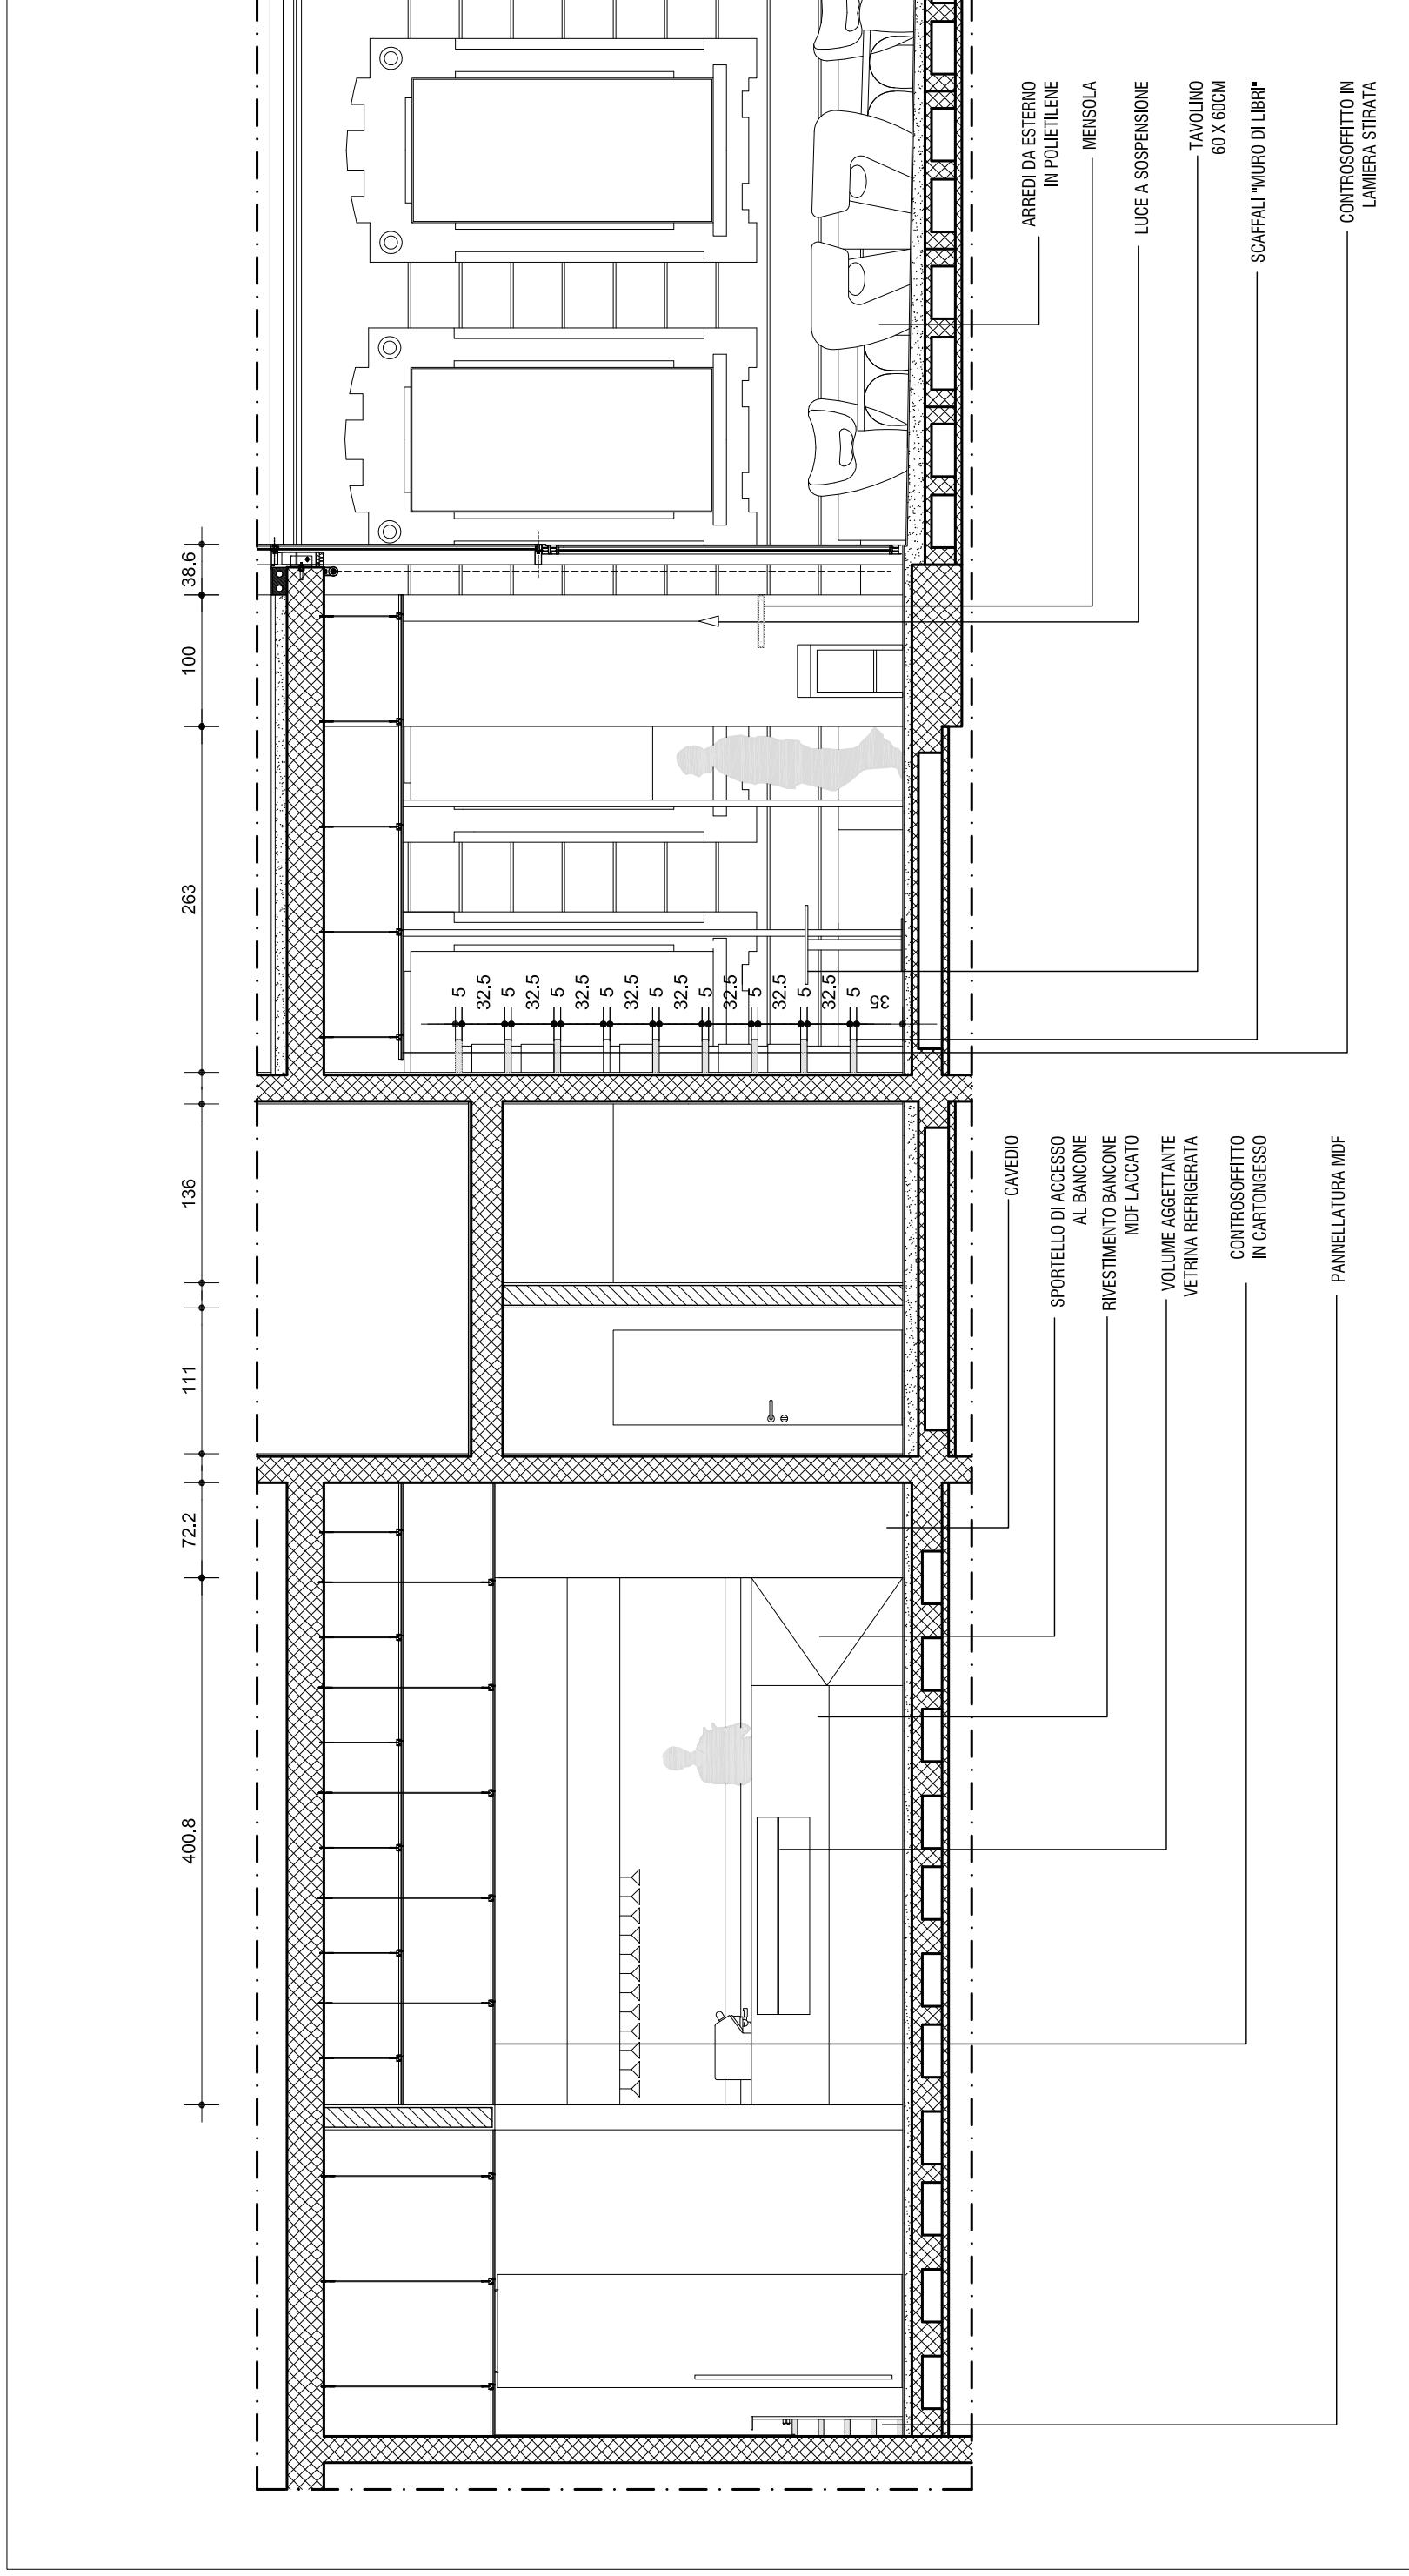 400.8
72.2
111
136
263
100
38.6
5
32.5
5
32.5
5
32.5
5
32.5
5
32.5
5
32.5
5
32.5
5
32.5
5
35
PANNELLATURA MDF
CONTROSOFFITTO
IN CARTONGESSO
VOLUME AGGETTANTE
VETRINA REFRIGERATA
RIVESTIMENTO BANCONE
MDF LACCATO
SPORTELLO DI ACCESSO
AL BANCONE
CAVEDIO
ARREDI DA ESTERNO
IN POLIETILENE
MENSOLA
LUCE A SOSPENSIONE
TAVOLINO
60 X 60CM
SCAFFALI "MURO DI LIBRI"
CONTROSOFFITTO IN
LAMIERA STIRATA